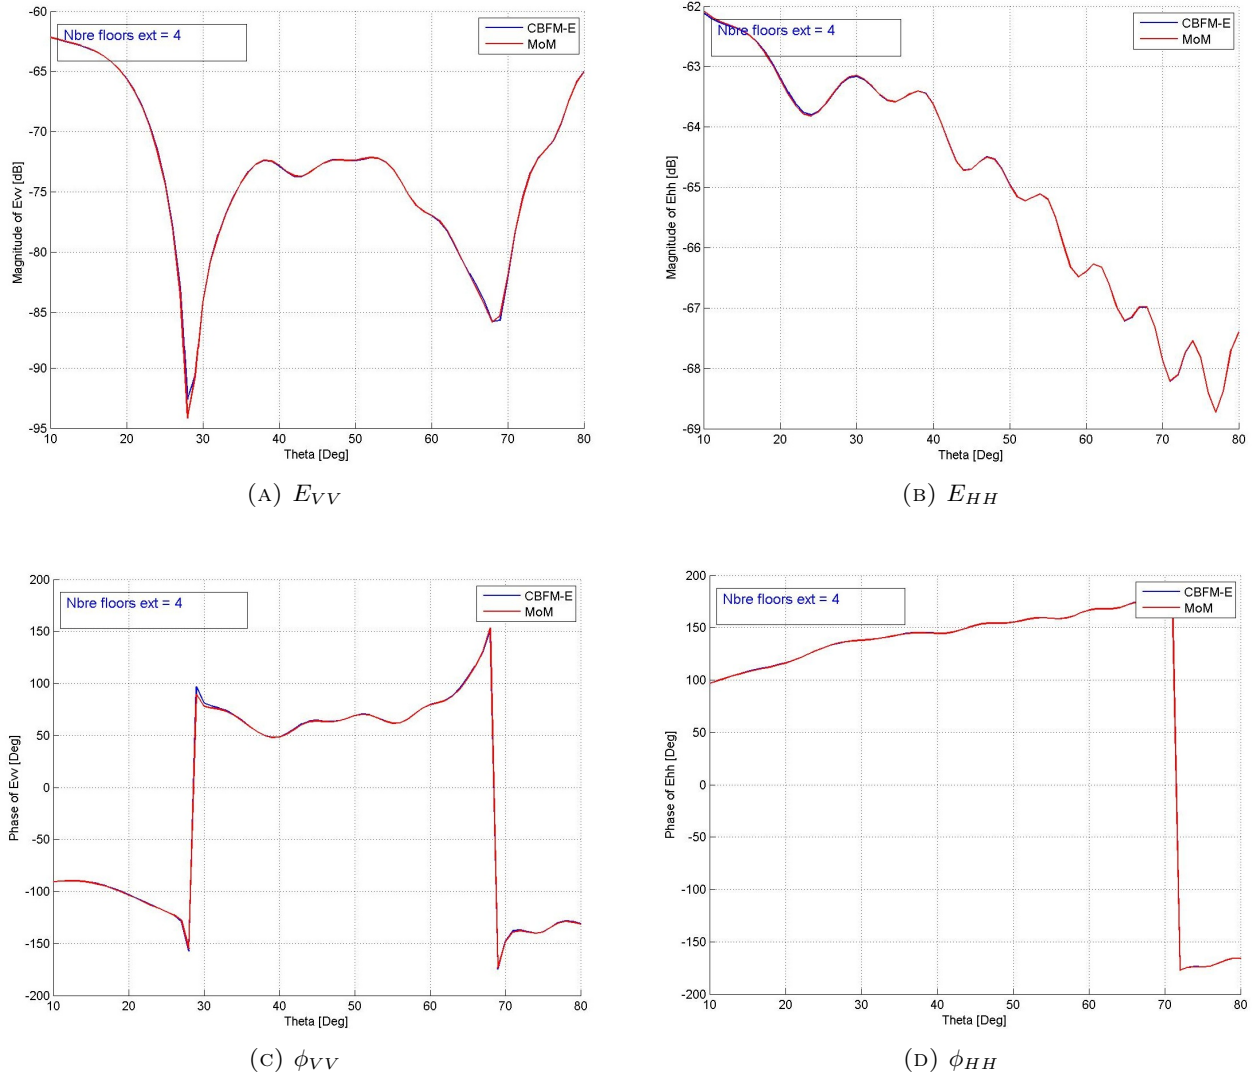 -60
-65
-70
-75
-80
-85
-90
-95
Magnitude of Evv [dB]
Nbre floors ext = 4
CBFM-E
MoM
10 20 30 40 50 60 70 80
Theta [Deg]
(A) E_VV
-62
-63
-64
-65
-66
-67
-68
-69
Magnitude of Ehh [dB]
Nbre floors ext = 4
CBFM-E
MoM
10 20 30 40 50 60 70 80
Theta [Deg]
(B) E_HH
200
150
100
50
0
-50
-100
-150
-200
Phase of Evv [Deg]
Nbre floors ext = 4
CBFM-E
MoM
10 20 30 40 50 60 70 80
Theta [Deg]
(C) ϕ_VV
200
150
100
50
0
-50
-100
-150
-200
Phase of Ehh [Deg]
Nbre floors ext = 4
CBFM-E
MoM
10 20 30 40 50 60 70 80
Theta [Deg]
(D) ϕ_HH